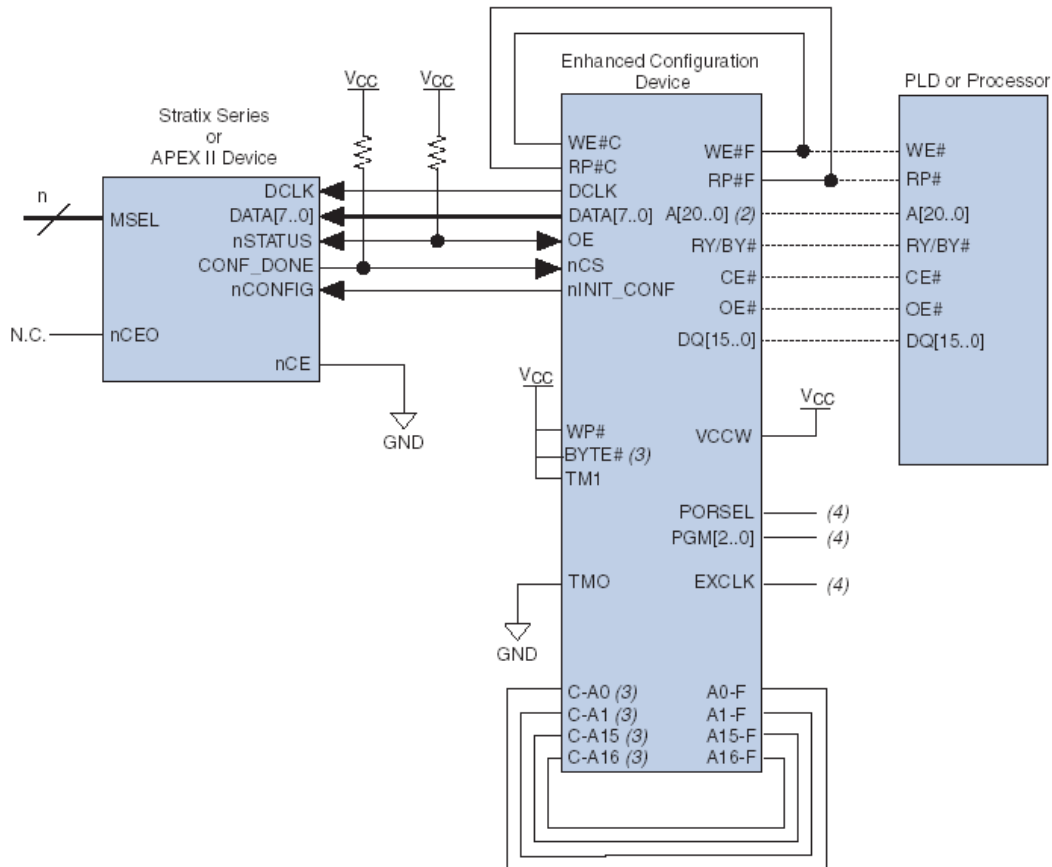 Enhanced Configuration
Device
PLD or Processor
VCC
VCC
Stratix Series
or
APEX II Device
n
MSEL
DCLK
DATA[7..0]
nSTATUS
CONF_DONE
nCONFIG
N.C.
nCEO
nCE
GND
WE#C
RP#C
DCLK
DATA[7..0]
OE
nCS
nINIT_CONF
WE#F
RP#F
A[20..0] (2)
RY/BY#
CE#
OE#
DQ[15..0]
WE#
RP#
A[20..0]
RY/BY#
CE#
OE#
DQ[15..0]
VCC
WP#
BYTE# (3)
TM1
VCC
VCCW
PORSEL
(4)
PGM[2..0]
(4)
TMO
EXCLK
(4)
GND
C-A0 (3)
A0-F
C-A1 (3)
A1-F
C-A15 (3)
A15-F
C-A16 (3)
A16-F